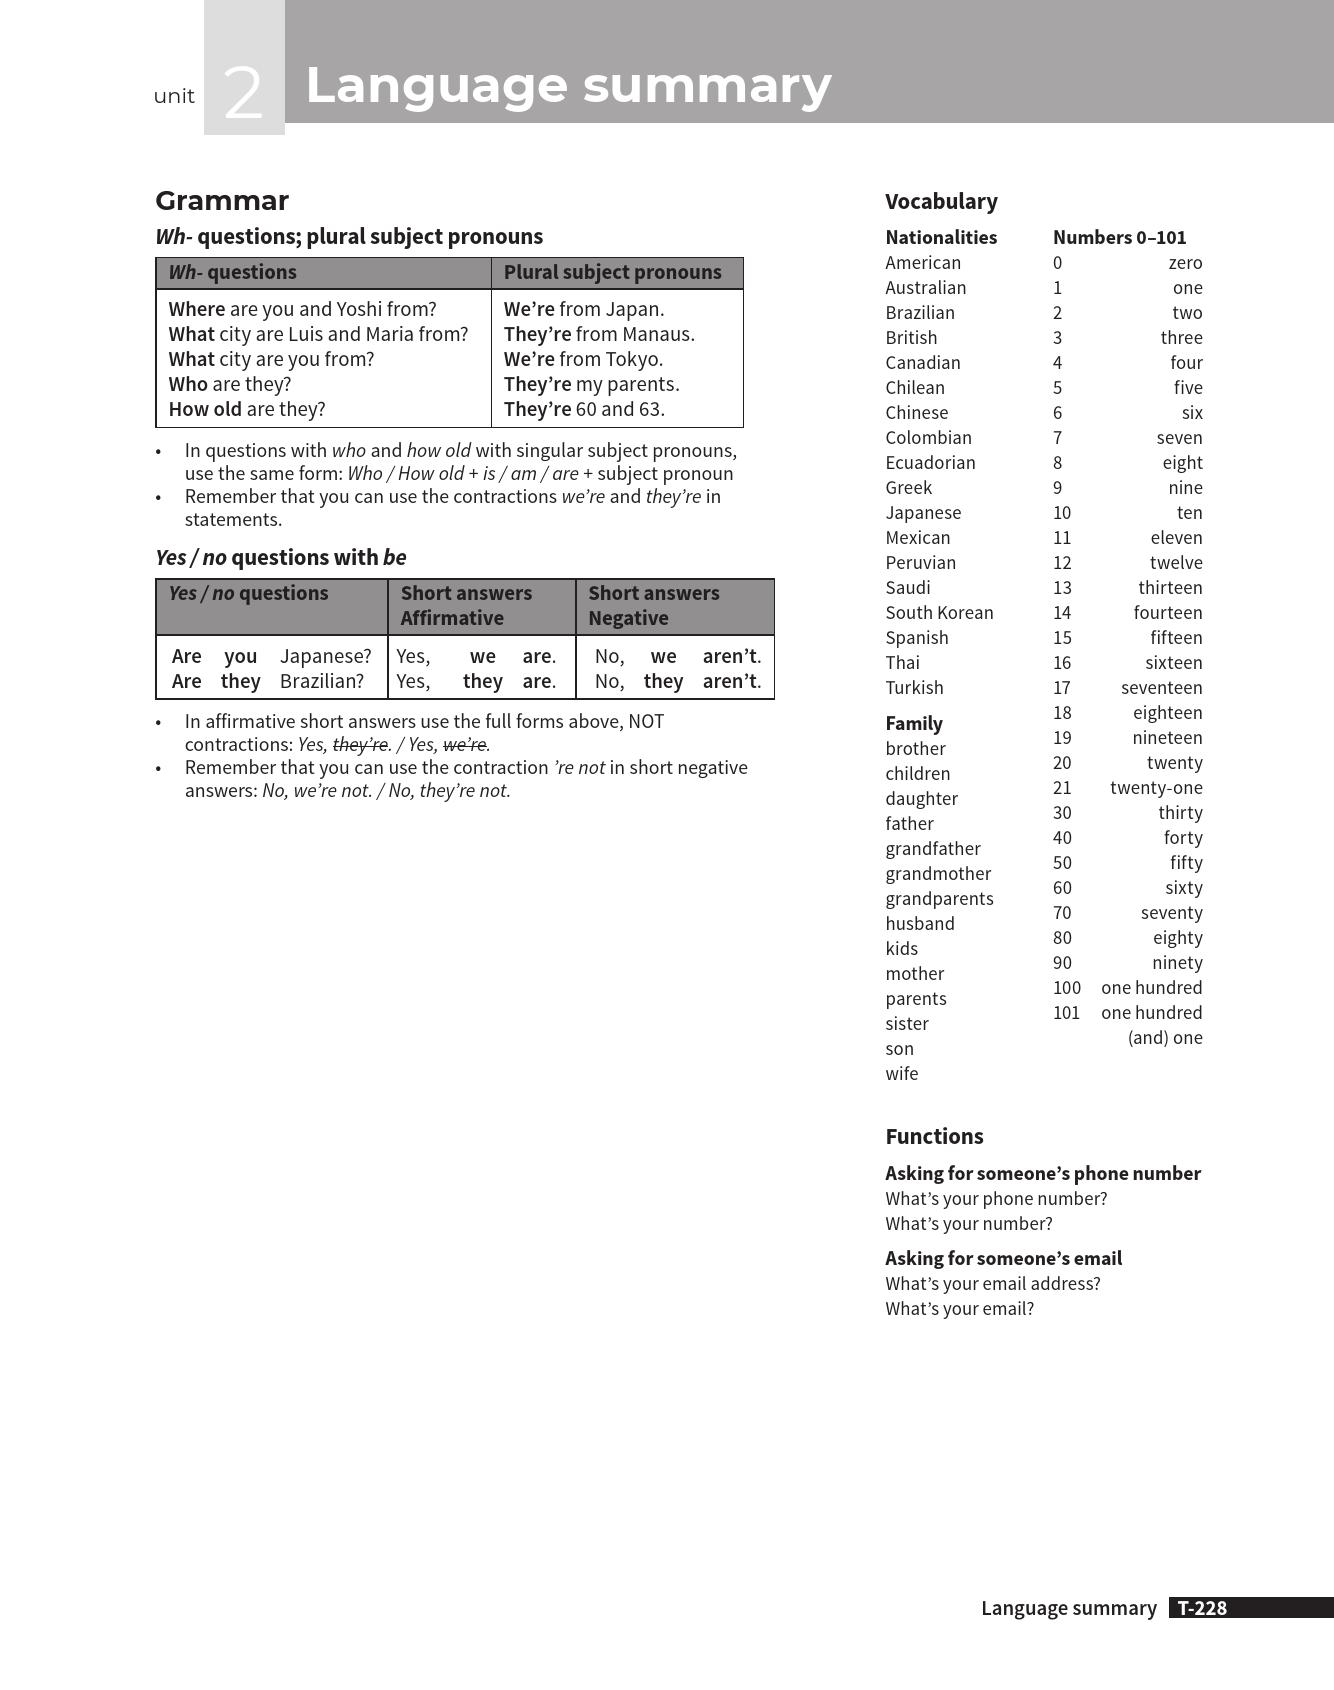 unit 2 Language summary
Grammar
Wh- questions; plural subject pronouns
Wh- questions Plural subject pronouns
Where are you and Yoshi from? We’re from Japan.
What city are Luis and Maria from? They’re from Manaus.
What city are you from? We’re from Tokyo.
Who are they? They’re my parents.
How old are they? They’re 60 and 63.
• In questions with who and how old with singular subject pronouns,
use the same form: Who / How old + is / am / are + subject pronoun
• Remember that you can use the contractions we’re and they’re in
statements.
Yes / no questions with be
Yes / no questions Short answers Short answers
Affirmative Negative
Are you Japanese? Yes, we are. No, we aren’t.
Are they Brazilian? Yes, they are. No, they aren’t.
• In affirmative short answers use the full forms above, NOT
contractions: Yes, they’re. / Yes, we’re.
• Remember that you can use the contraction ’re not in short negative
answers: No, we’re not. / No, they’re not.
Vocabulary
Nationalities
American
Australian
Brazilian
British
Canadian
Chilean
Chinese
Colombian
Ecuadorian
Greek
Japanese
Mexican
Peruvian
Saudi
South Korean
Spanish
Thai
Turkish
Family
brother
children
daughter
father
grandfather
grandmother
grandparents
husband
kids
mother
parents
sister
son
wife
Numbers 0–101
0 zero
1 one
2 two
3 three
4 four
5 five
6 six
7 seven
8 eight
9 nine
10 ten
11 eleven
12 twelve
13 thirteen
14 fourteen
15 fifteen
16 sixteen
17 seventeen
18 eighteen
19 nineteen
20 twenty
21 twenty-one
30 thirty
40 forty
50 fifty
60 sixty
70 seventy
80 eighty
90 ninety
100 one hundred
101 one hundred
(and) one
Functions
Asking for someone’s phone number
What’s your phone number?
What’s your number?
Asking for someone’s email
What’s your email address?
What’s your email?
Language summary T-228